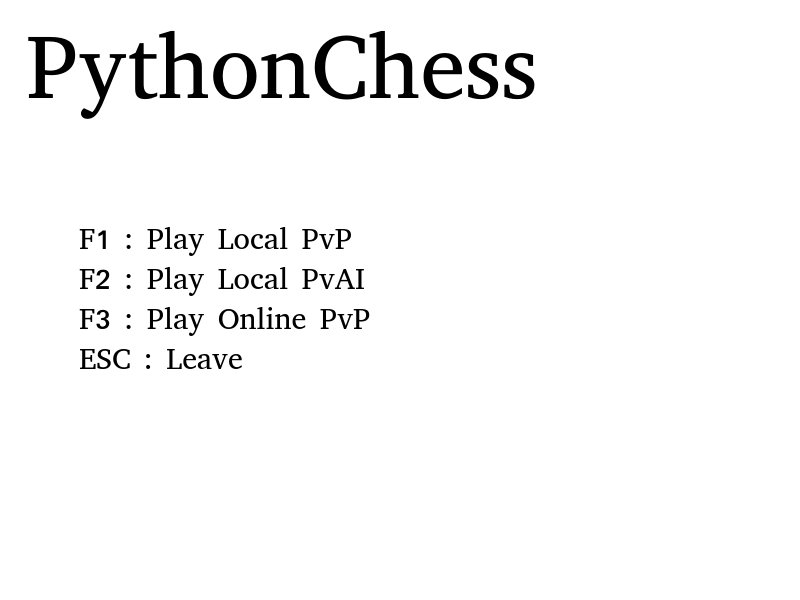 PythonChess
F1 : Play Local PvP
F2 : Play Local PvAI
F3 : Play Online PvP
ESC : Leave